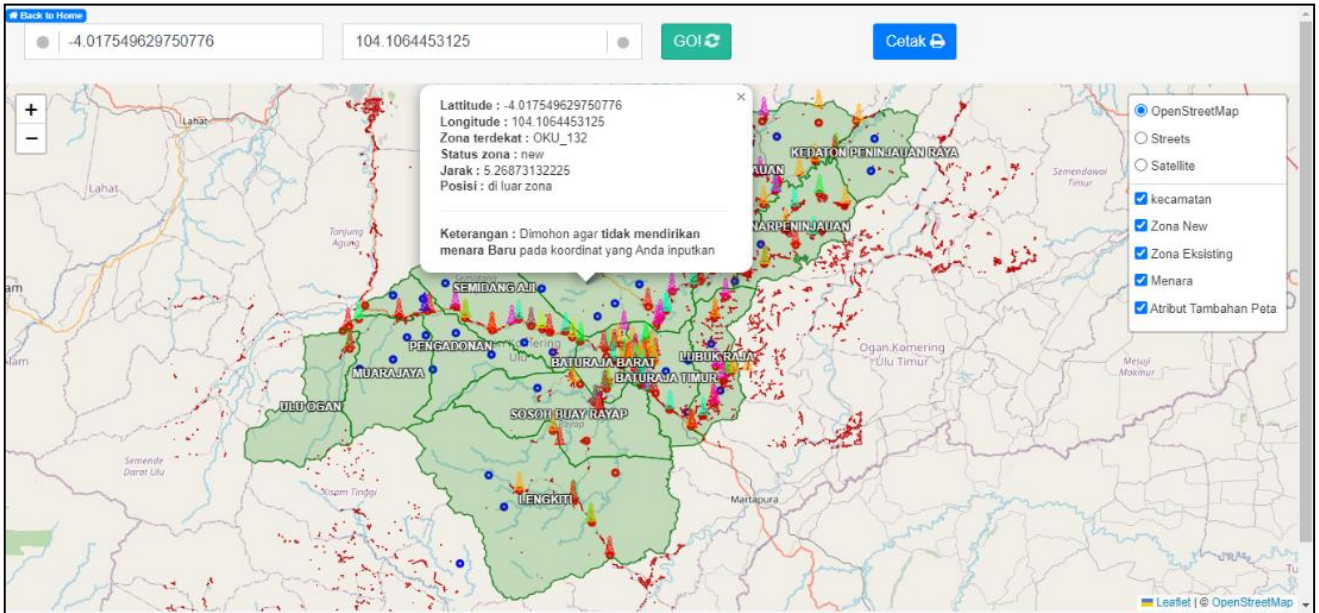 Back to Home
-4.017549629750776
104.1064453125
GO!
Cetak
+
−
Lattitude : -4.017549629750776
Longitude : 104.1064453125
Zona terdekat : OKU_132
Status zona : new
Jarak : 5.26873132225
Posisi : di luar zona
×
Keterangan : Dimohon agar tidak mendirikan
menara Baru pada koordinat yang Anda inputkan
OpenStreetMap
Streets
Satellite
kecamatan
Zona New
Zona Eksisting
Menara
Atribut Tambahan Peta
Lahat
Lahat
KEDATON PENINJAUAN RAYA
Semendawai
Timur
Tanjung
Agung
Semidang
SEMIDANG AJI
PENGADONAN
Ulu
BATURAJA BARAT
LUBUK RAJA
Ogan Komering
Ulu Timur
Mesuji
Makmur
MUARAJAYA
BATURAJA TIMUR
ULU OGAN
SOSOH BUAY RAYAP
Semende
Darat Ulu
Kisam Tinggi
LENGKITI
Martapura
Leaflet | © OpenStreetMap